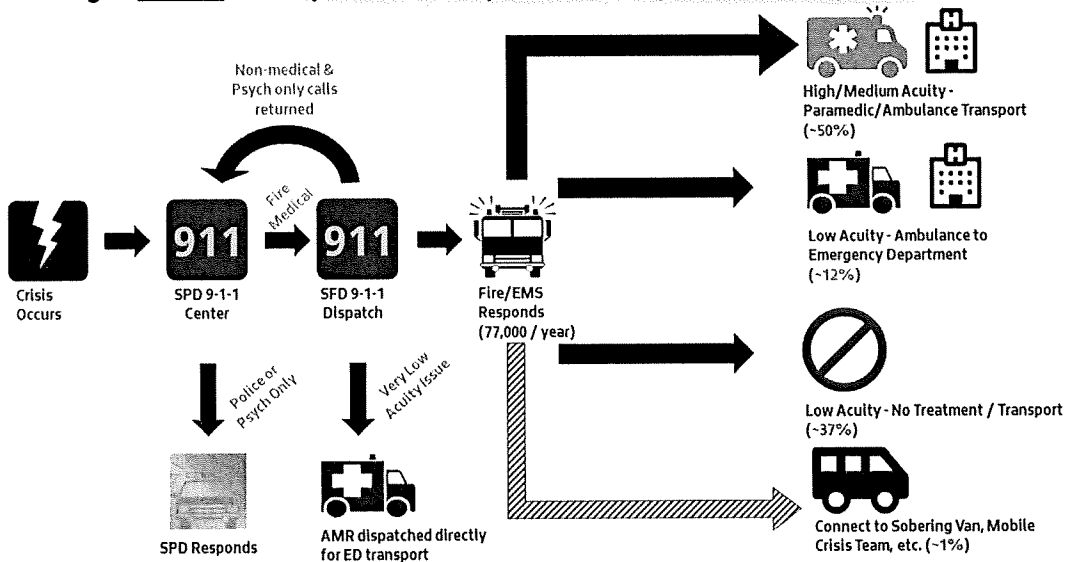 Non-medical &
Psych only calls
returned
Fire
Medical
911
911
H
High/Medium Acuity -
Paramedic/Ambulance Transport
(~50%)
H
Low Acuity - Ambulance to
Emergency Department
(~12%)
Crisis
Occurs
SPD 9-1-1
Center
SFD 9-1-1
Dispatch
Fire/EMS
Responds
(77,000 / year)
Police or
Psych Only
Very Low
Acuity Issue
Low Acuity - No Treatment / Transport
(~37%)
SPD Responds
AMR dispatched directly
for ED transport
Connect to Sobering Van, Mobile
Crisis Team, etc. (~1%)